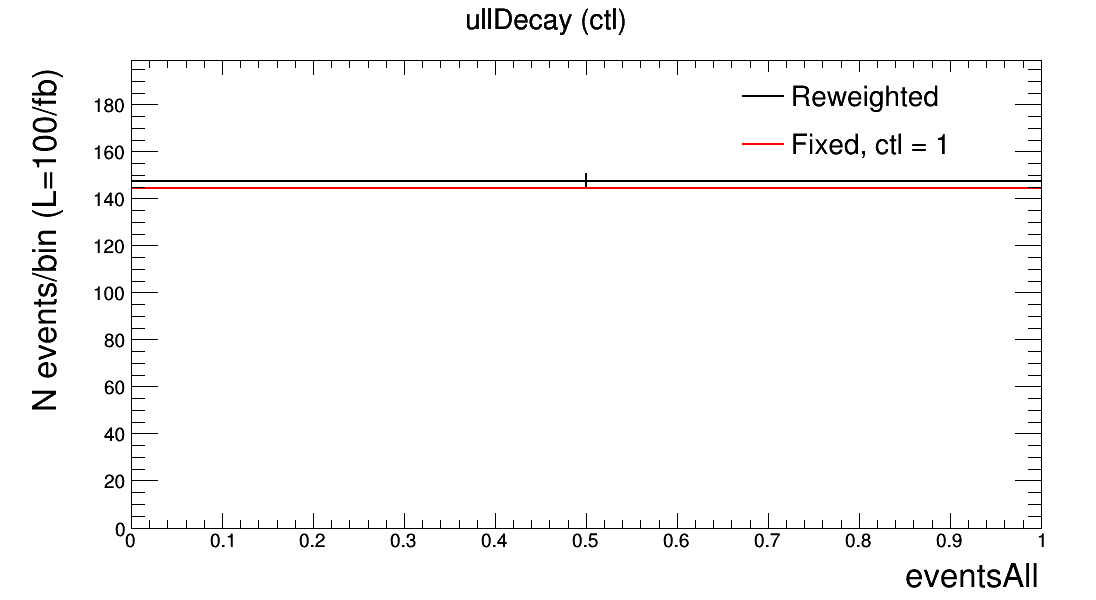 ullDecay (ctl)
N events/bin (L=100/fb)
180
160
140
120
100
80
60
40
20
0
Reweighted
Fixed, ctl = 1
0 0.1 0.2 0.3 0.4 0.5 0.6 0.7 0.8 0.9 1
eventsAll